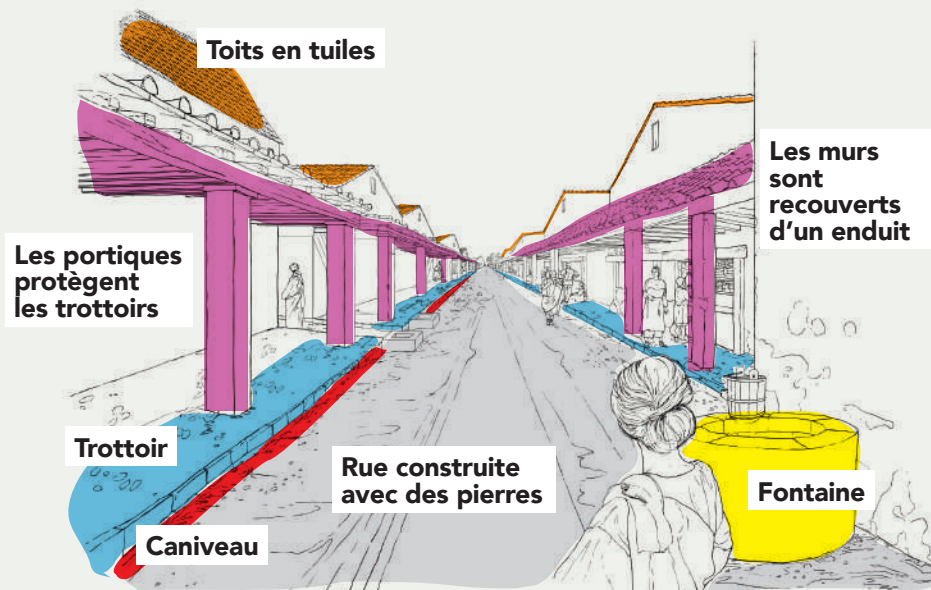 Toits en tuiles
Les murs
sont
recouverts
d'un enduit
Les portiques
protègent
les trottoirs
Trottoir
Rue construite
avec des pierres
Fontaine
Caniveau